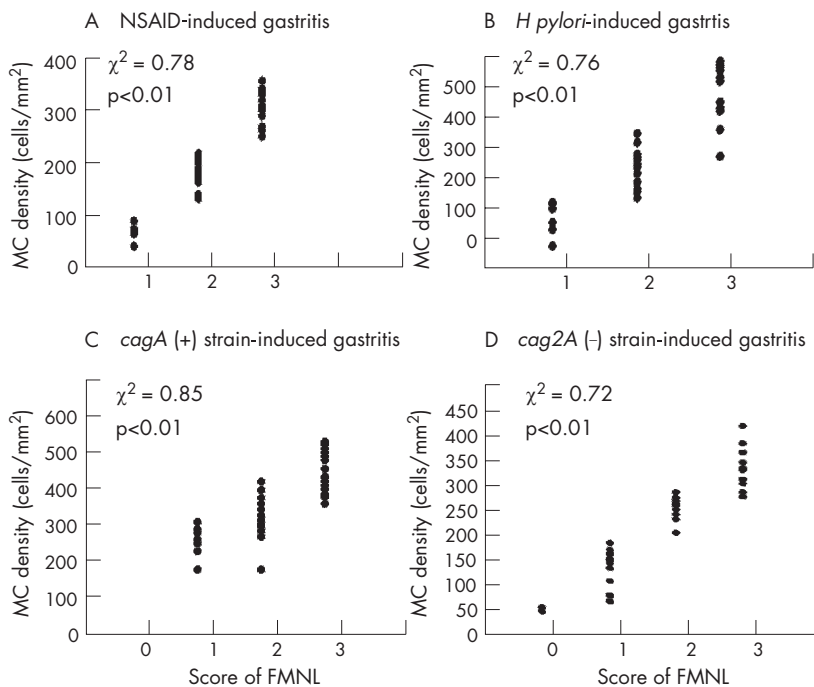 A NSAID-induced gastritis
χ² = 0.78
p<0.01
MC density (cells/mm²)
400
300
200
100
0
1 2 3
B H pylori-induced gastrtis
χ² = 0.76
p<0.01
MC density (cells/mm²)
500
400
300
200
100
0
1 2 3
C cagA (+) strain-induced gastritis
χ² = 0.85
p<0.01
MC density (cells/mm²)
600
500
400
300
200
100
0
0 1 2 3
Score of FMNL
D cag2A (–) strain-induced gastritis
χ² = 0.72
p<0.01
MC density (cells/mm²)
450
400
350
300
250
200
150
100
50
0
0 1 2 3
Score of FMNL